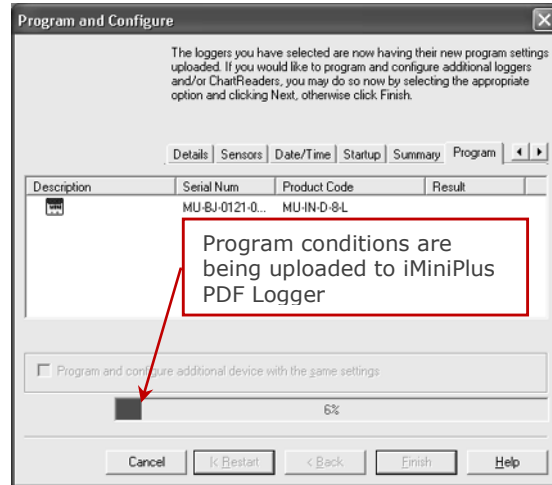 Program and Configure
The loggers you have selected are now having their new program settings
uploaded. If you would like to program and configure additional loggers
and/or ChartReaders, you may do so now by selecting the appropriate
option and clicking Next, otherwise click Finish.
Details Sensors Date/Time Startup Summary Program
Description Serial Num Product Code Result
MU-BJ-0121-0... MU-IN-D-8-L
Program conditions are
being uploaded to iMiniPlus
PDF Logger
Program and configure additional device with the same settings
6%
Cancel |< Restart < Back Finish Help